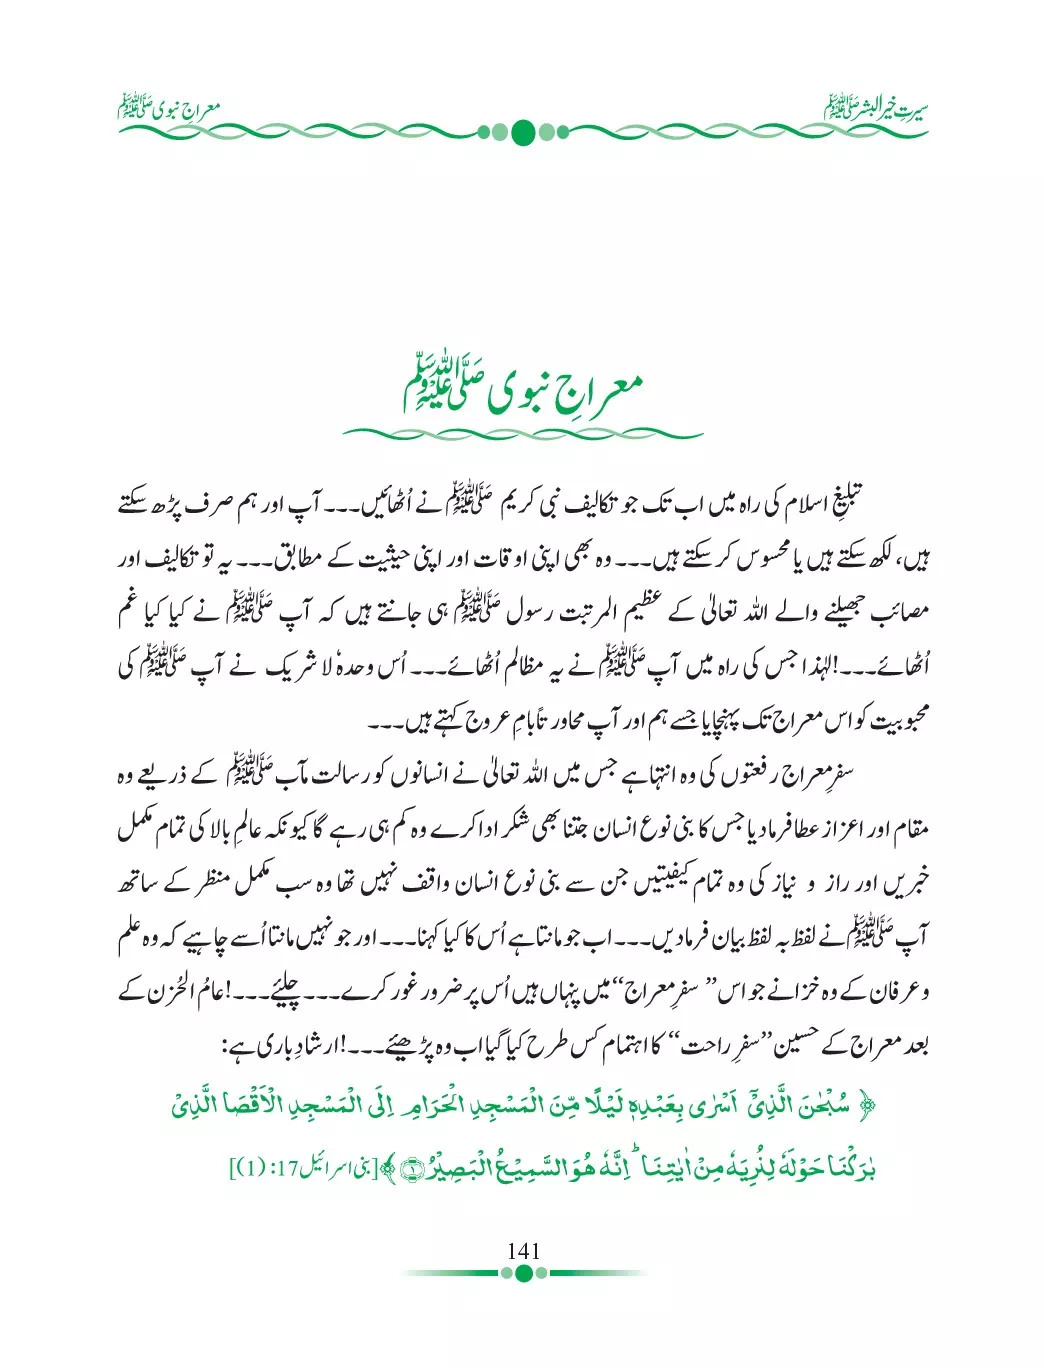 سیرتِ خیر البشر ﷺ
معراجِ نبوی ﷺ
معراجِ نبوی ﷺ
تبلیغِ اسلام کی راہ میں اب تک جو تکالیف نبی کریم ﷺ نے اُٹھائیں۔۔۔ آپ اور ہم صرف پڑھ سکتے
ہیں، لکھ سکتے ہیں یا محسوس کر سکتے ہیں۔۔۔ وہ بھی اپنی اوقات اور اپنی حیثیت کے مطابق۔۔۔ یہ تو تکالیف اور
مصائب جھیلنے والے اللہ تعالیٰ کے عظیم المرتبت رسول ﷺ ہی جانتے ہیں کہ آپ ﷺ نے کیا کیا غم
اُٹھائے۔۔۔! لہٰذا جس کی راہ میں آپ ﷺ نے یہ مظالم اُٹھائے۔۔۔ اُس وحدہٗ لا شریک نے آپ ﷺ کی
محبوبیت کو اس معراج تک پہنچایا جسے ہم اور آپ محاورتاً بامِ عروج کہتے ہیں۔۔۔
سفرِ معراج رفعتوں کی وہ انتہا ہے جس میں اللہ تعالیٰ نے انسانوں کو رسالت مآب ﷺ کے ذریعے وہ
مقام اور اعزاز عطا فرما دیا جس کا بنی نوع انسان جتنا بھی شکر ادا کرے وہ کم ہی رہے گا کیونکہ عالمِ بالا کی تمام مکمل
خبریں اور راز و نیاز کی وہ تمام کیفیتیں جن سے بنی نوع انسان واقف نہیں تھا وہ سب مکمل منظر کے ساتھ
آپ ﷺ نے لفظ بہ لفظ بیان فرما دیں۔۔۔ اب جو مانتا ہے اُس کا کیا کہنا۔۔۔ اور جو نہیں مانتا اُسے چاہیے کہ وہ علم
و عرفان کے وہ خزانے جو اس ”سفرِ معراج“ میں پنہاں ہیں اُس پر ضرور غور کرے۔۔۔ چلیئے۔۔۔! عامُ الحُزن کے
بعد معراج کے حسین ”سفرِ راحت“ کا اہتمام کس طرح کیا گیا اب وہ پڑھیئے۔۔۔! ارشادِ باری ہے:
﴿ سُبْحٰنَ الَّذِیْۤ اَسْرٰی بِعَبْدِہٖ لَیْلًا مِّنَ الْمَسْجِدِ الْحَرَامِ اِلَی الْمَسْجِدِ الْاَقْصَا الَّذِیْ
بٰرَکْنَا حَوْلَہٗ لِنُرِیَہٗ مِنْ اٰیٰتِنَا ؕ اِنَّہٗ ھُوَ السَّمِیْعُ الْبَصِیْرُ ۝۱ ﴾ [بنی اسرائیل 17: (1)]
141